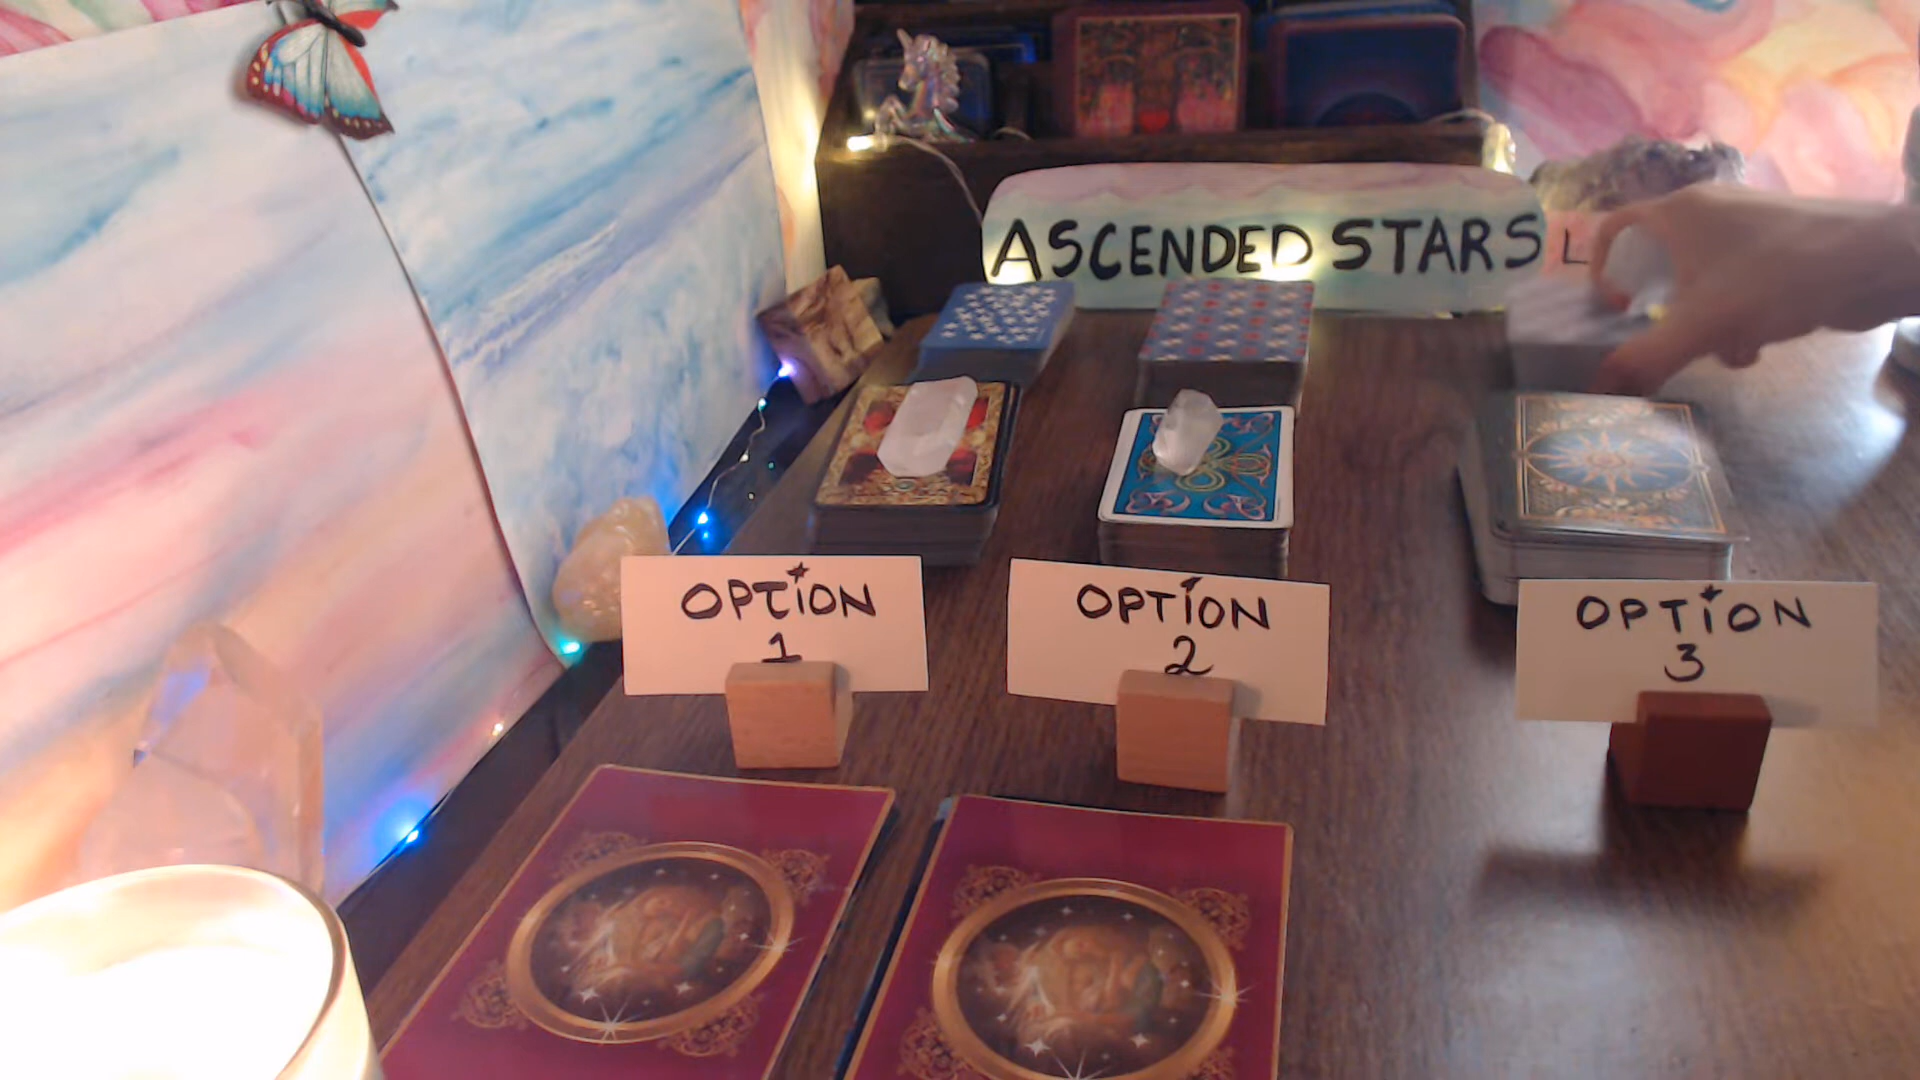 ASCENDED STARS L
OPTION
1
OPTION
2
OPTION
3